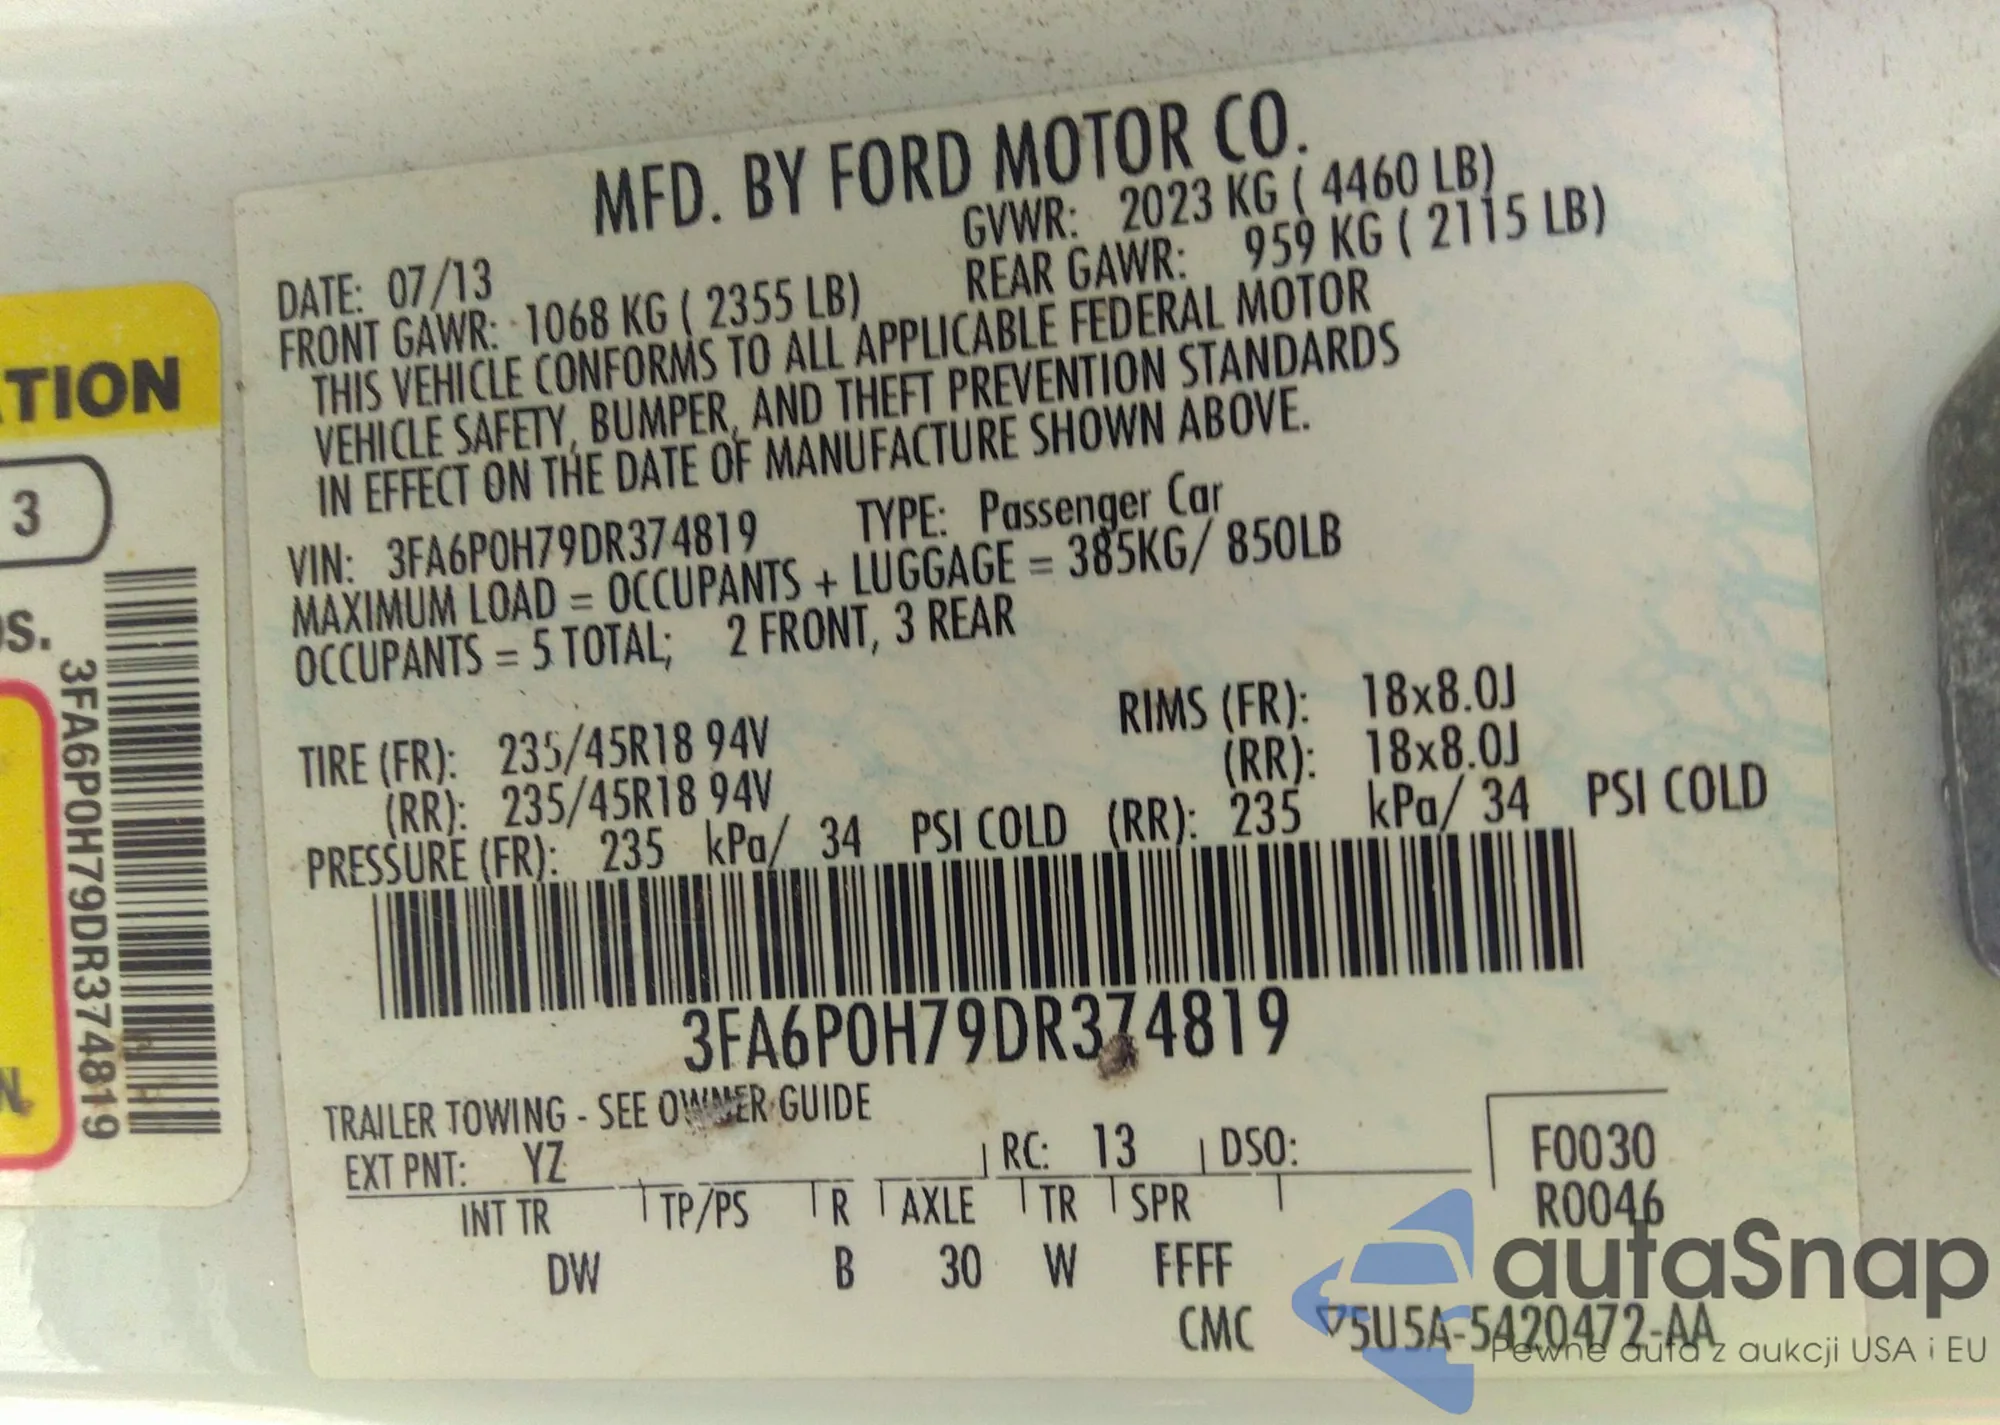 MFD. BY FORD MOTOR CO.
DATE: 07/13 GVWR: 2023 KG ( 4460 LB)
FRONT GAWR: 1068 KG ( 2355 LB) REAR GAWR: 959 KG ( 2115 LB)
THIS VEHICLE CONFORMS TO ALL APPLICABLE FEDERAL MOTOR
VEHICLE SAFETY, BUMPER, AND THEFT PREVENTION STANDARDS
IN EFFECT ON THE DATE OF MANUFACTURE SHOWN ABOVE.
VIN: 3FA6P0H79DR374819 TYPE: Passenger Car
MAXIMUM LOAD = OCCUPANTS + LUGGAGE = 385KG/ 850LB
OCCUPANTS = 5 TOTAL; 2 FRONT, 3 REAR
TIRE (FR): 235/45R18 94V RIMS (FR): 18x8.0J
(RR): 235/45R18 94V (RR): 18x8.0J
PRESSURE (FR): 235 kPa/ 34 PSI COLD (RR): 235 kPa/ 34 PSI COLD
3FA6P0H79DR374819
TRAILER TOWING - SEE OWNER GUIDE
EXT PNT: YZ RC: 13 DSO:
F0030
R0046
INT TR TP/PS R AXLE TR SPR
DW B 30 W FFFF
CMC ▽5U5A-5420472-AA
TION
3
3FA6P0H79DR374819
autoSnap
Pewne auta z aukcji USA i EU